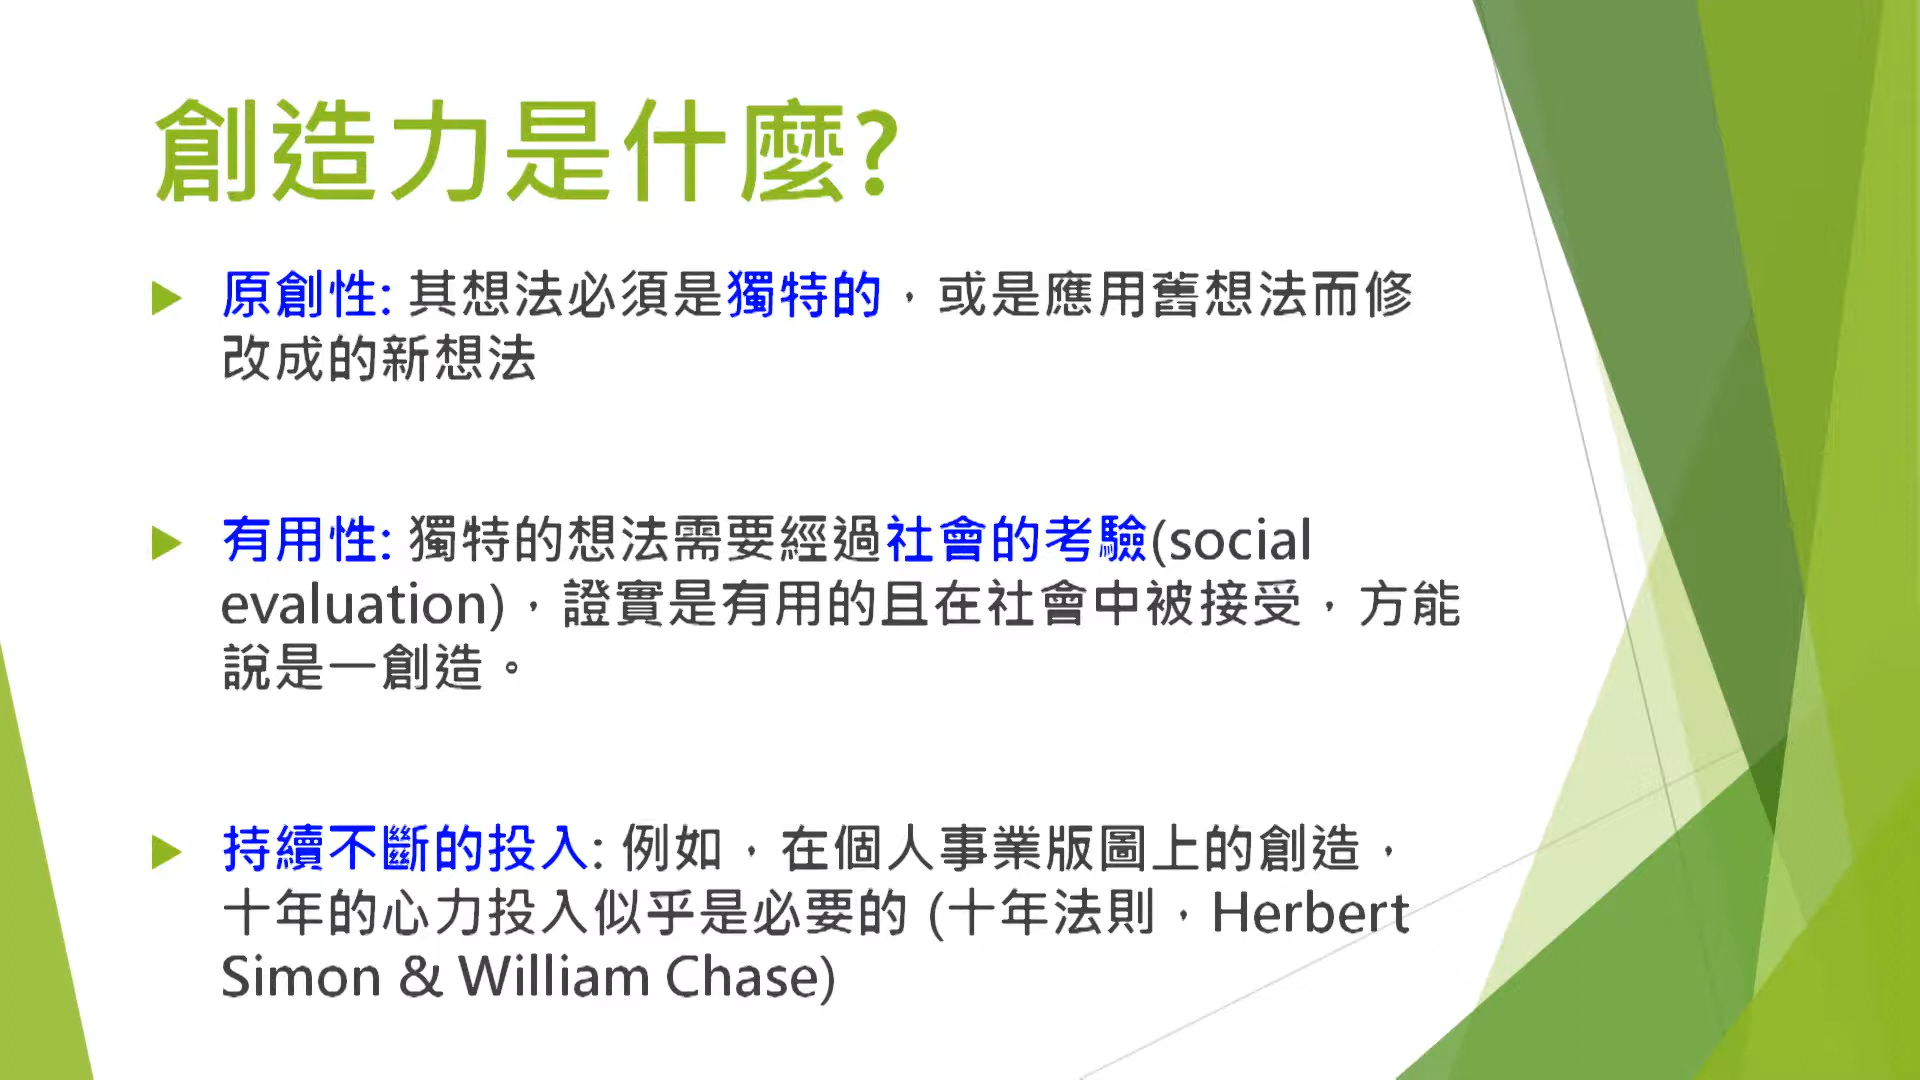 創造力是什麼?
原創性: 其想法必須是獨特的，或是應用舊想法而修
改成的新想法
有用性: 獨特的想法需要經過社會的考驗(social
evaluation)，證實是有用的且在社會中被接受，方能
說是一創造。
持續不斷的投入: 例如，在個人事業版圖上的創造，
十年的心力投入似乎是必要的 (十年法則，Herbert
Simon & William Chase)